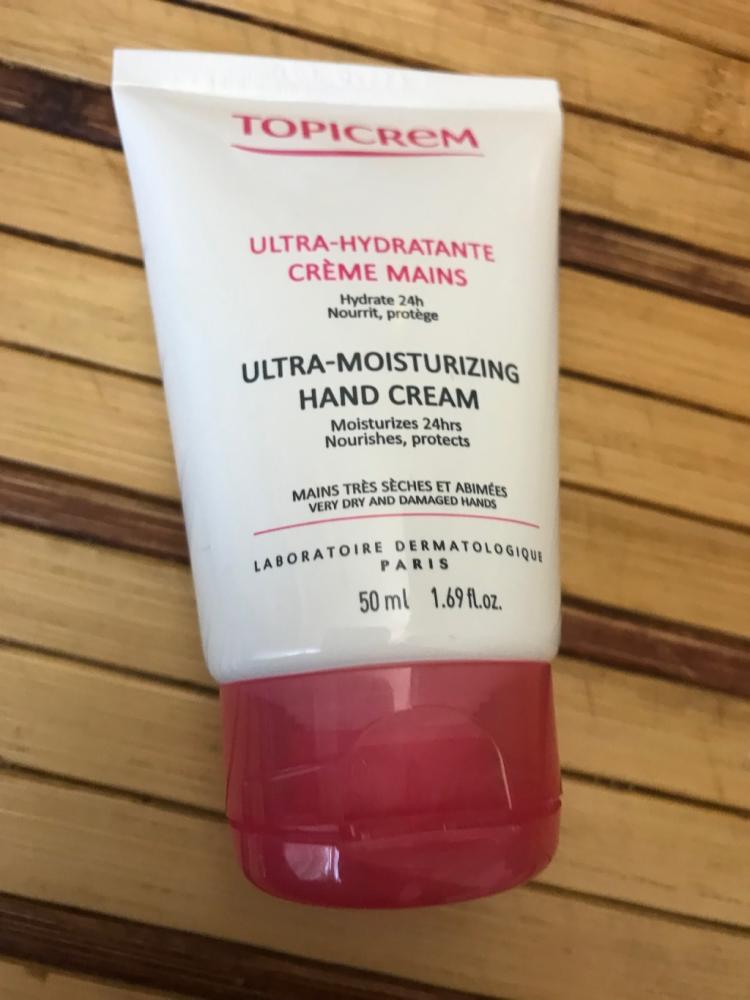 TOPICREM
ULTRA-HYDRATANTE
CRÈME MAINS
Hydrate 24h
Nourrit, protège
ULTRA-MOISTURIZING
HAND CREAM
Moisturizes 24hrs
Nourishes, protects
MAINS TRÈS SÈCHES ET ABIMÉES
VERY DRY AND DAMAGED HANDS
LABORATOIRE DERMATOLOGIQUE
PARIS
50 ml 1.69 fl.oz.